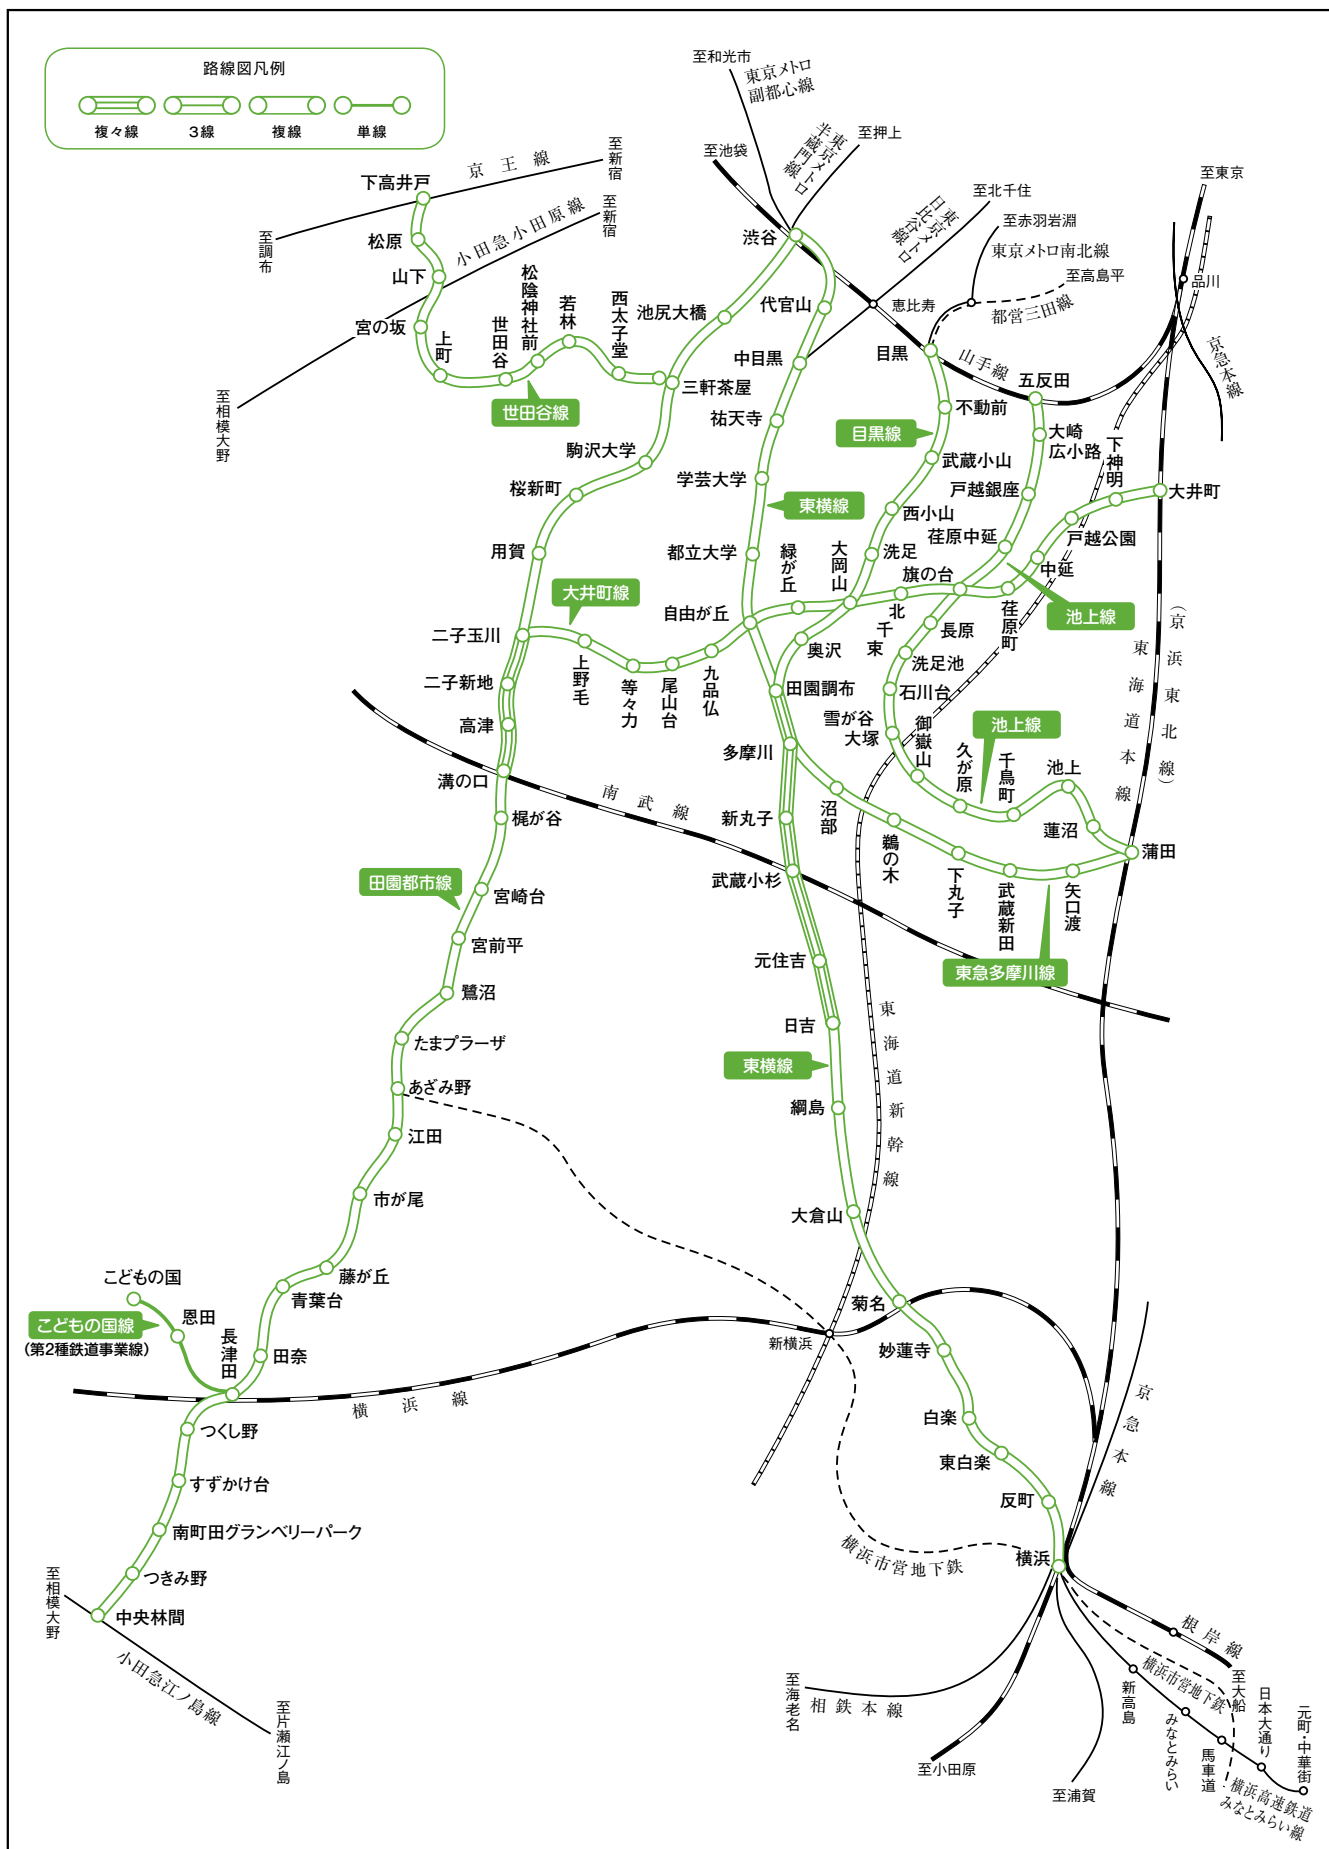 路線図凡例
複々線
3線
複線
単線
至和光市
東京メトロ
副都心線
東京メトロ
半蔵門線
至押上
至池袋
東京メトロ
日比谷線
至北千住
至赤羽岩淵
東京メトロ南北線
至高島平
都営三田線
至東京
品川
京急本線
京王線
至新宿
下高井戸
至調布
松原
小田急小田原線
至新宿
山下
宮の坂
上町
世田谷
松陰神社前
若林
西太子堂
至相模大野
世田谷線
渋谷
池尻大橋
代官山
恵比寿
中目黒
目黒
山手線
五反田
三軒茶屋
祐天寺
不動前
大崎
広小路
下神明
目黒線
駒沢大学
学芸大学
武蔵小山
戸越銀座
大井町
桜新町
東横線
西小山
戸越公園
荏原中延
用賀
都立大学
緑が丘
大岡山
洗足
中延
旗の台
大井町線
池上線
自由が丘
北千束
荏原町
二子玉川
上野毛
等々力
尾山台
九品仏
奥沢
長原
洗足池
(京浜東北線)
東海道本線
二子新地
田園調布
石川台
高津
雪が谷
大塚
御嶽山
池上線
多摩川
久が原
千鳥町
池上
溝の口
南武線
沼部
梶が谷
新丸子
鵜の木
蓮沼
蒲田
下丸子
武蔵新田
矢口渡
武蔵小杉
田園都市線
宮崎台
宮前平
元住吉
東急多摩川線
鷺沼
東海道新幹線
日吉
たまプラーザ
東横線
あざみ野
綱島
江田
市が尾
大倉山
こどもの国
藤が丘
青葉台
菊名
恩田
こどもの国線
(第2種鉄道事業線)
長津田
田奈
新横浜
妙蓮寺
横浜線
京急本線
つくし野
白楽
東白楽
すずかけ台
反町
南町田グランベリーパーク
横浜市営地下鉄
横浜
至相模大野
つきみ野
中央林間
根岸線
小田急江ノ島線
至片瀬江ノ島
至海老名
相鉄本線
新高島
横浜市営地下鉄
至大船
みなとみらい
馬車道
日本大通り
元町・中華街
至小田原
至浦賀
横浜高速鉄道
みなとみらい線